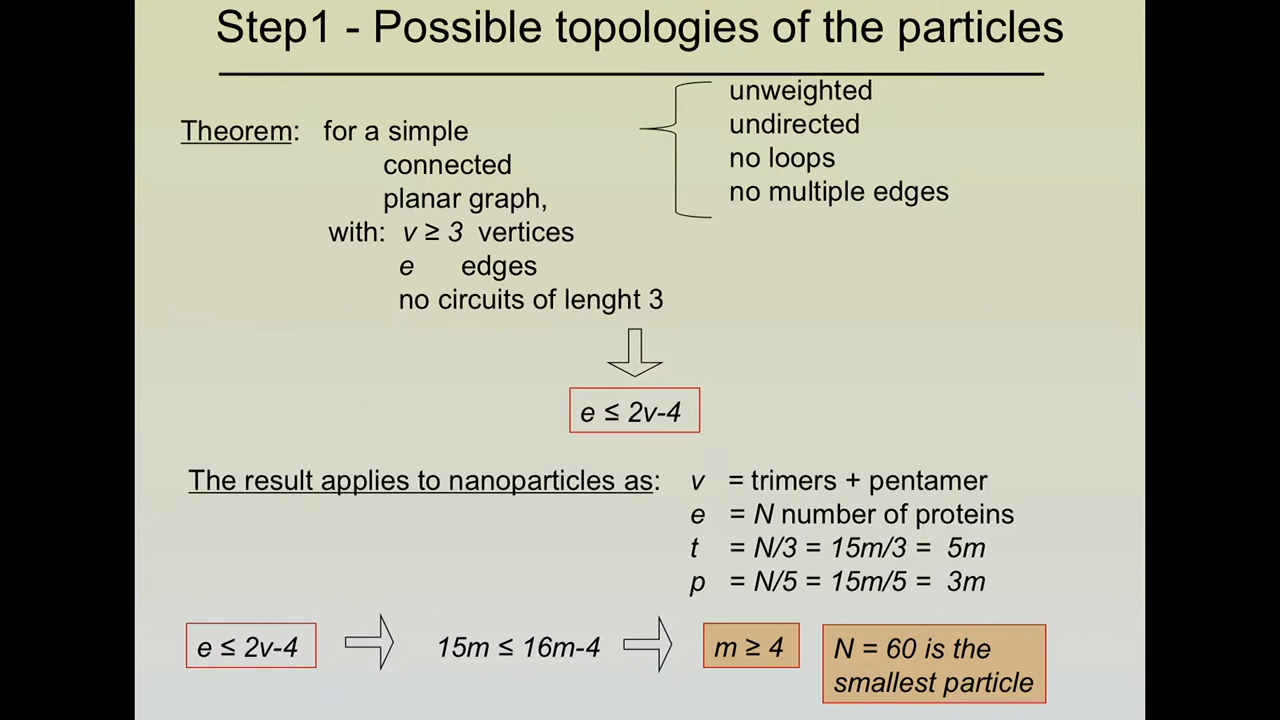 Step1 - Possible topologies of the particles
Theorem: for a simple
connected
planar graph,
with: v ≥ 3 vertices
e edges
no circuits of lenght 3
unweighted
undirected
no loops
no multiple edges
e ≤ 2v-4
The result applies to nanoparticles as:
v = trimers + pentamer
e = N number of proteins
t = N/3 = 15m/3 = 5m
p = N/5 = 15m/5 = 3m
e ≤ 2v-4
15m ≤ 16m-4
m ≥ 4
N = 60 is the
smallest particle